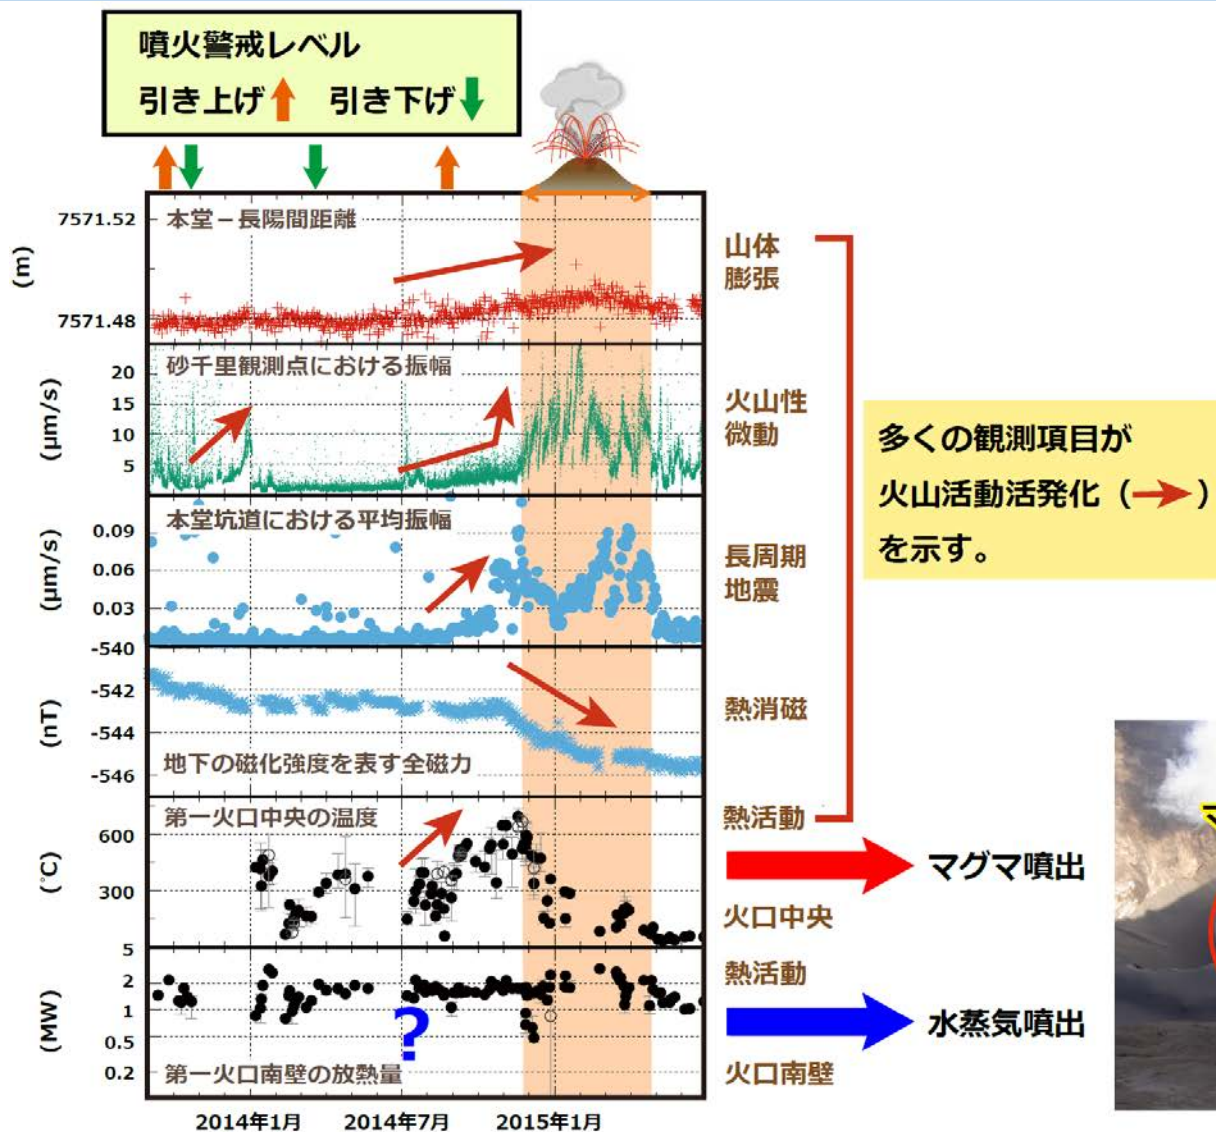 噴火警戒レベル
引き上げ 引き下げ
7571.52
7571.48
(m)
本堂－長陽間距離
山体
膨張
20
15
10
5
(μm/s)
砂千里観測点における振幅
火山性
微動
0.09
0.06
0.03
(μm/s)
本堂坑道における平均振幅
長周期
地震
-540
-542
-544
-546
(nT)
地下の磁化強度を表す全磁力
熱消磁
600
300
(℃)
第一火口中央の温度
熱活動
火口中央
マグマ噴出
5
2
1
0.5
0.2
(MW)
?
第一火口南壁の放熱量
熱活動
火口南壁
水蒸気噴出
2014年1月 2014年7月 2015年1月
多くの観測項目が
火山活動活発化（ ）
を示す。